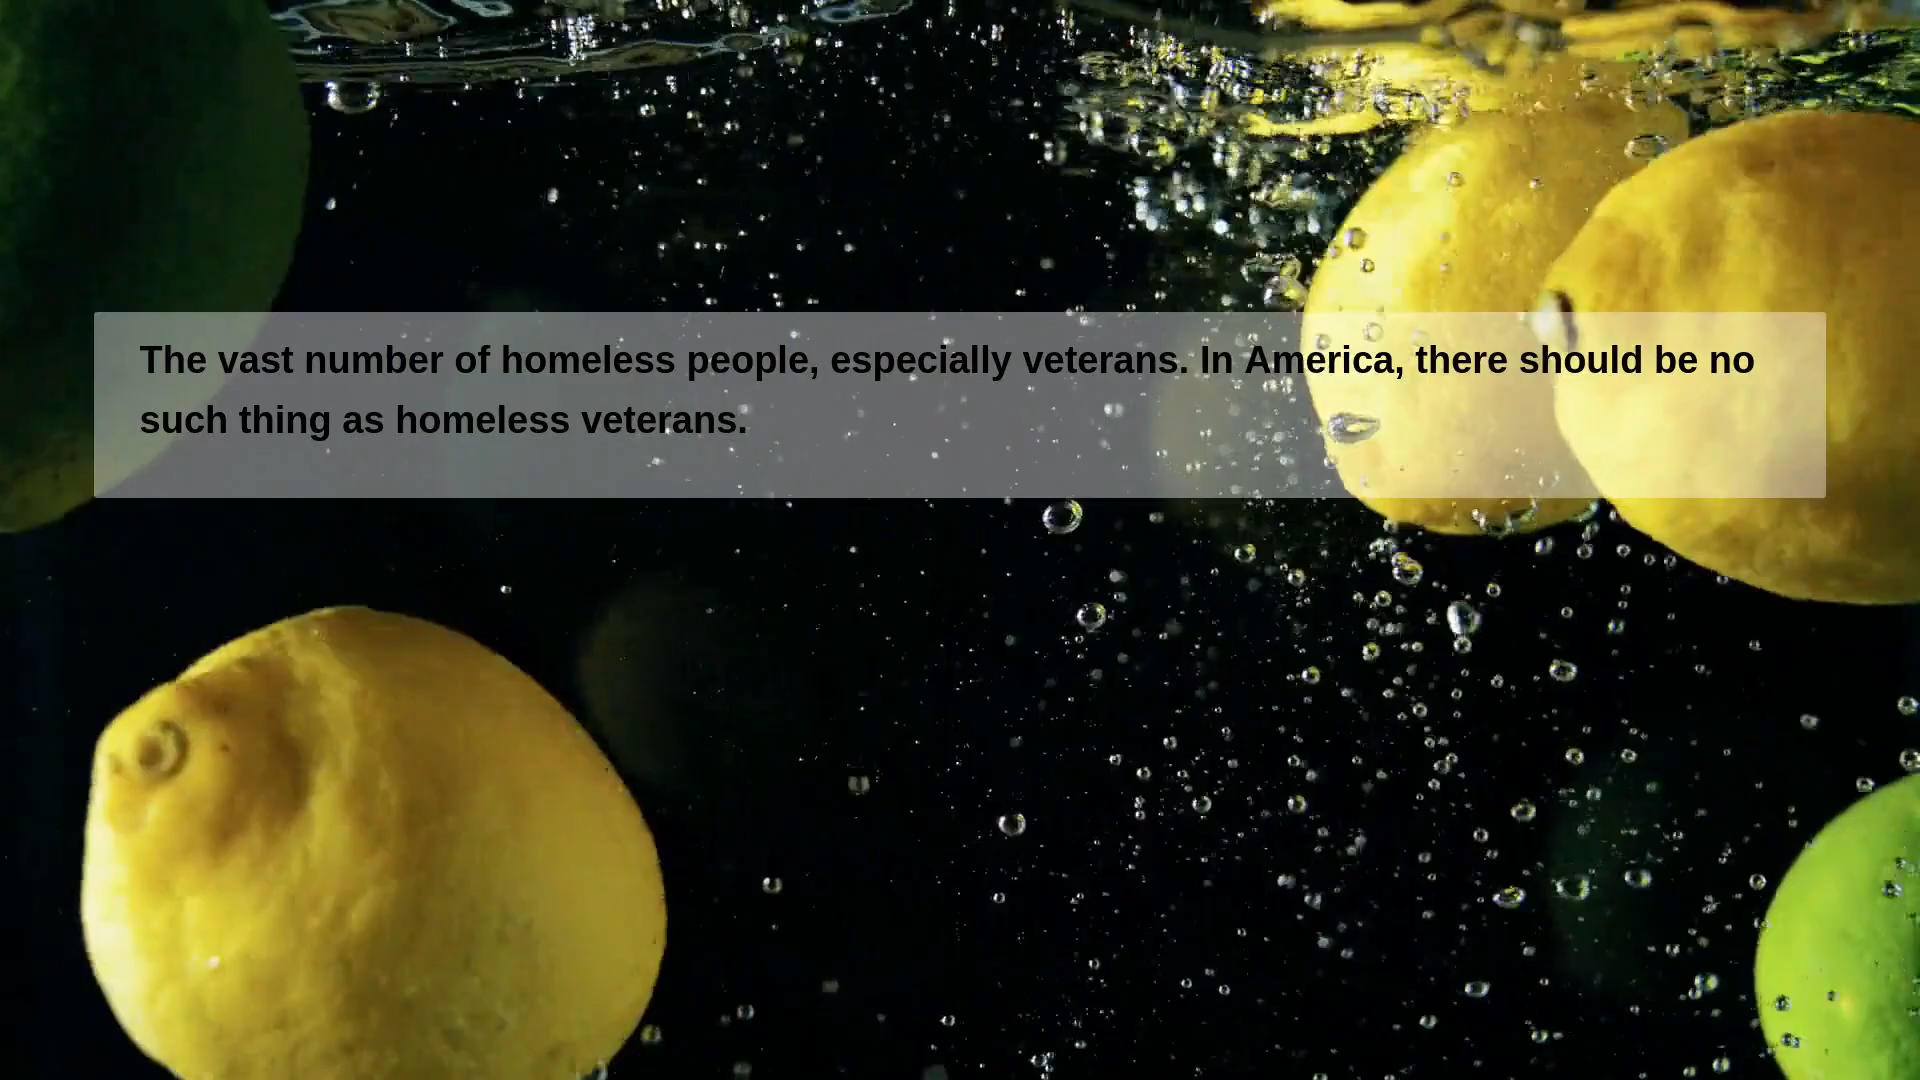 The vast number of homeless people, especially veterans. In America, there should be no
such thing as homeless veterans.